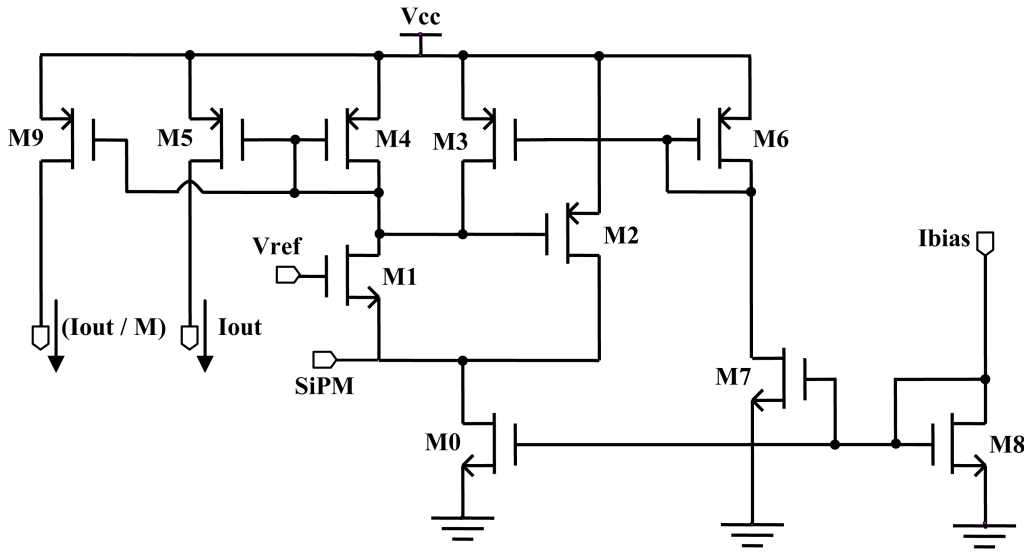 Vcc
M9
M5
M4
M3
M6
M2
Vref
M1
Ibias
(Iout / M)
Iout
SiPM
M7
M0
M8